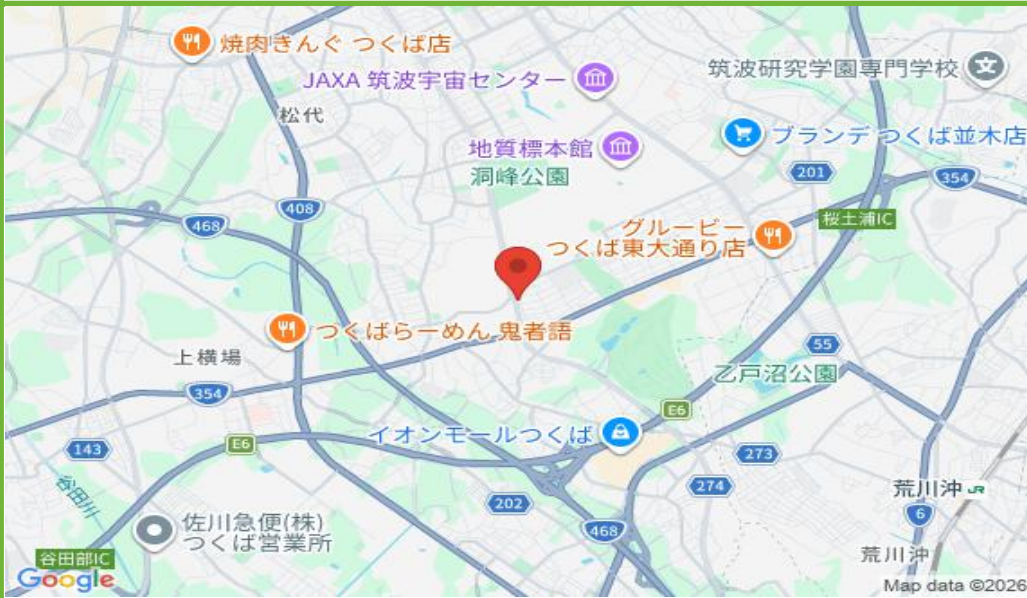 焼肉きんぐ つくば店
JAXA 筑波宇宙センター
筑波研究学園専門学校
文
松代
ブランデ つくば並木店
地質標本館
洞峰公園
201
354
408
468
グルービー
つくば東大通り店
桜土浦IC
つくばらーめん 鬼者語
上横場
55
乙戸沼公園
354
E6
イオンモールつくば
143
E6
273
274
谷田川
202
荒川沖 JR
6
佐川急便(株)
つくば営業所
468
荒川沖
谷田部IC
Google
Map data ©2026